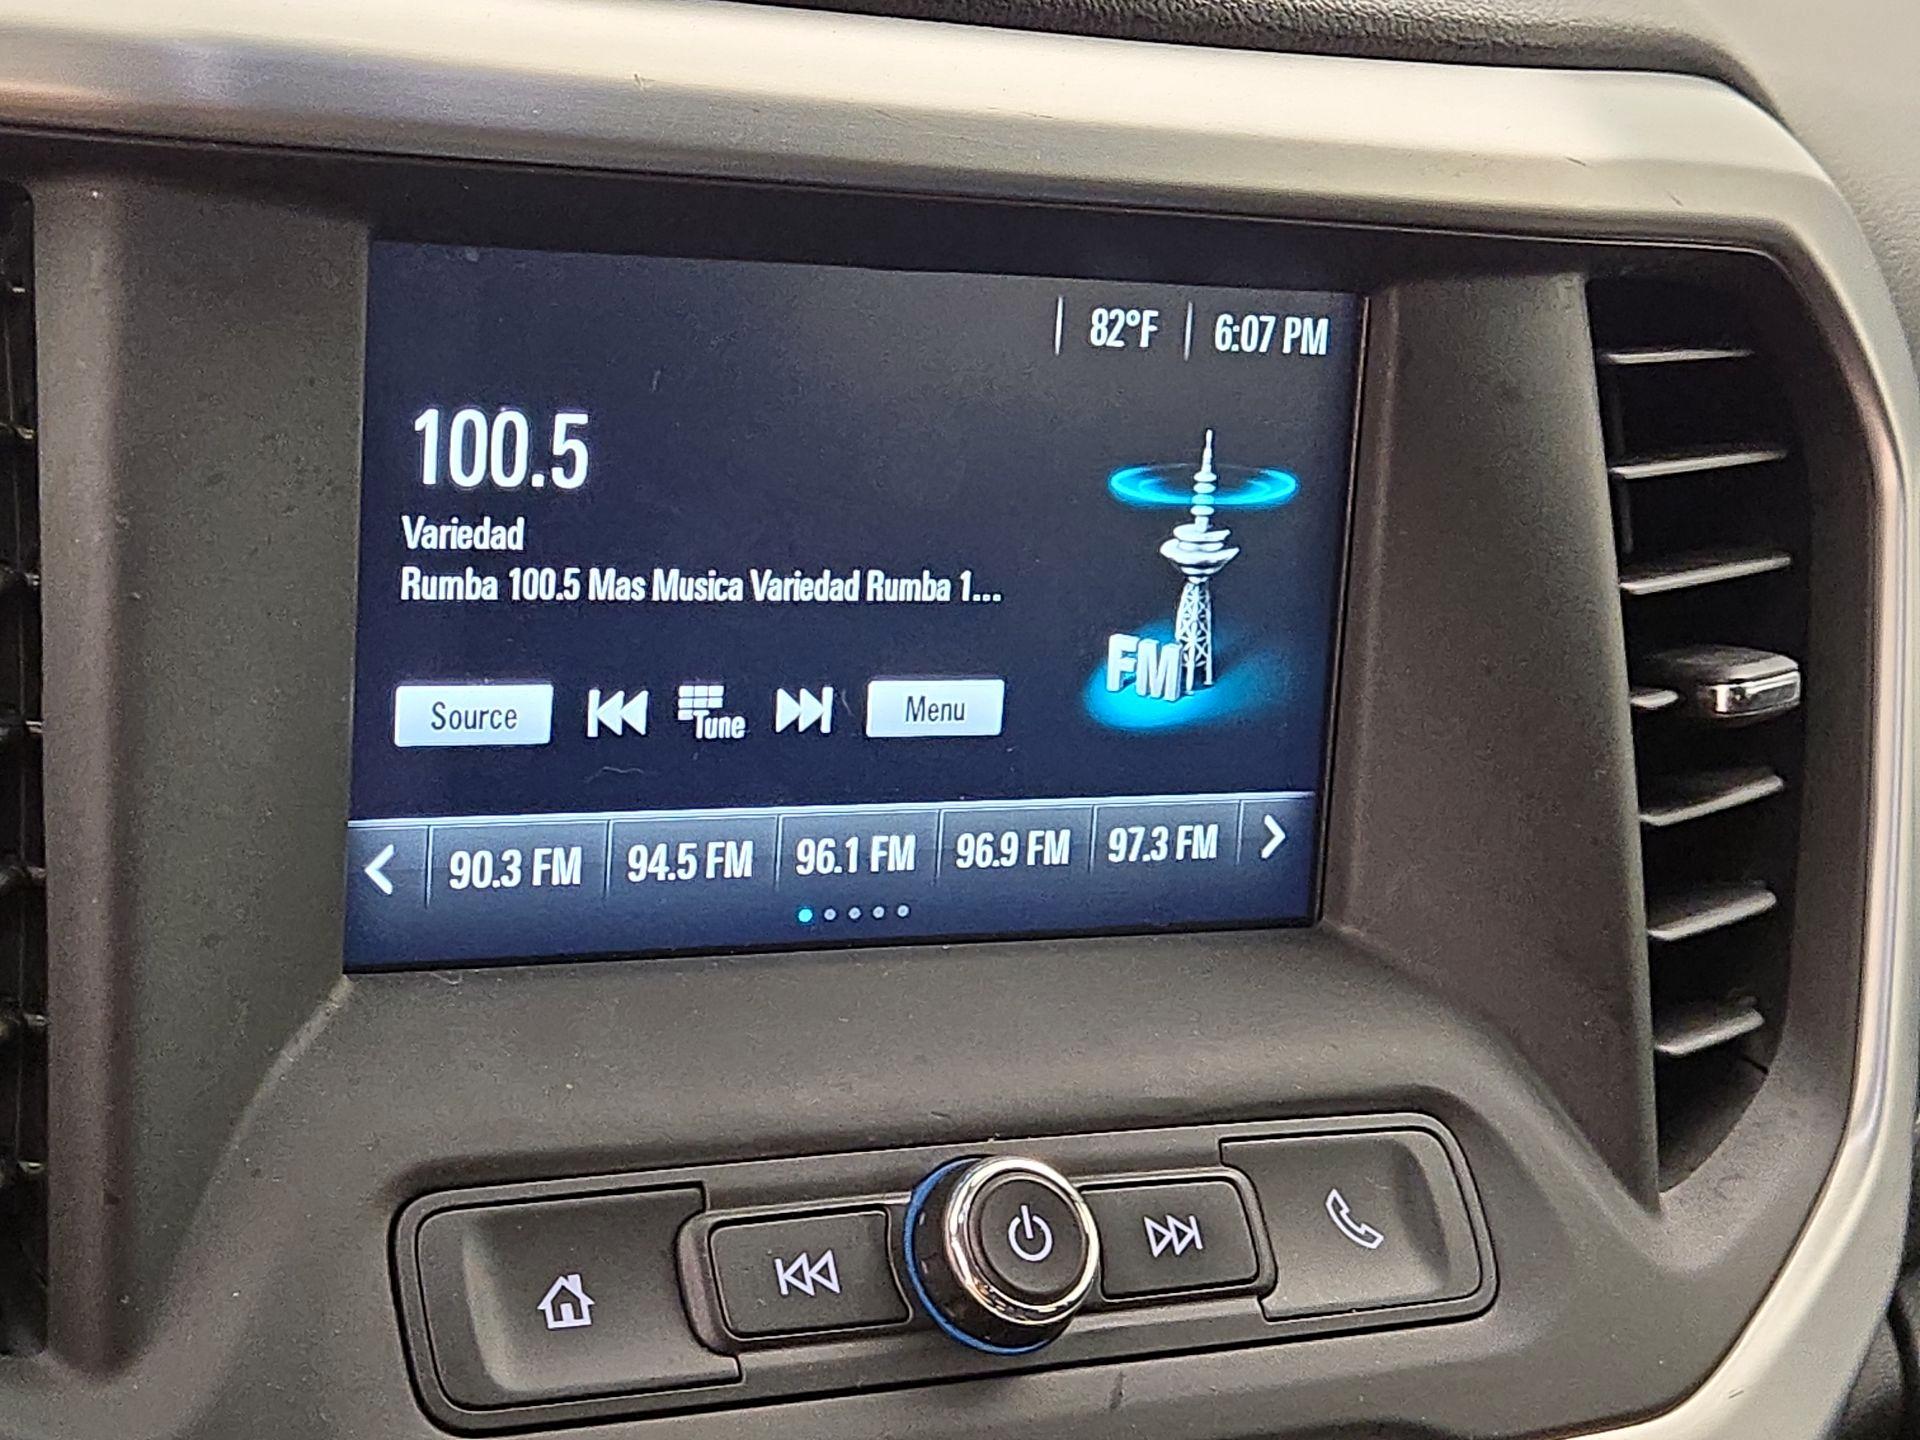 82°F 6:07 PM
100.5
Variedad
Rumba 100.5 Mas Musica Variedad Rumba 1...
FM
Source Tune Menu
90.3 FM 94.5 FM 96.1 FM 96.9 FM 97.3 FM